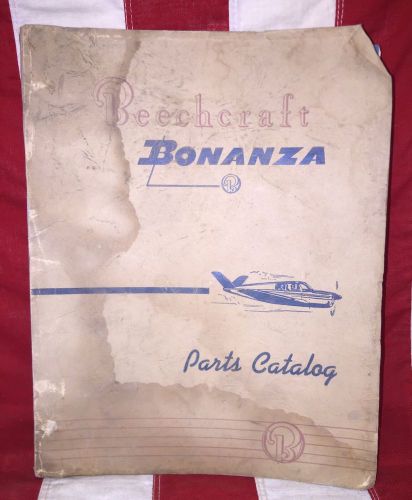 Beechcraft
BONANZA
B
Parts Catalog
B